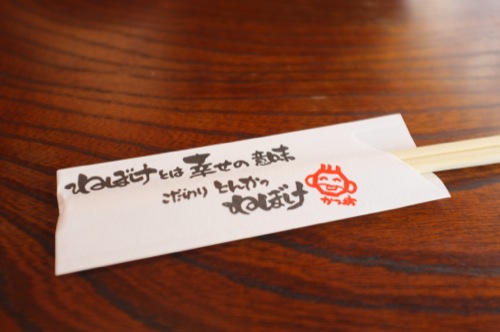 ねぼけとは幸せの意味
こだわり とんかつ
ねぼけ
かつ吉